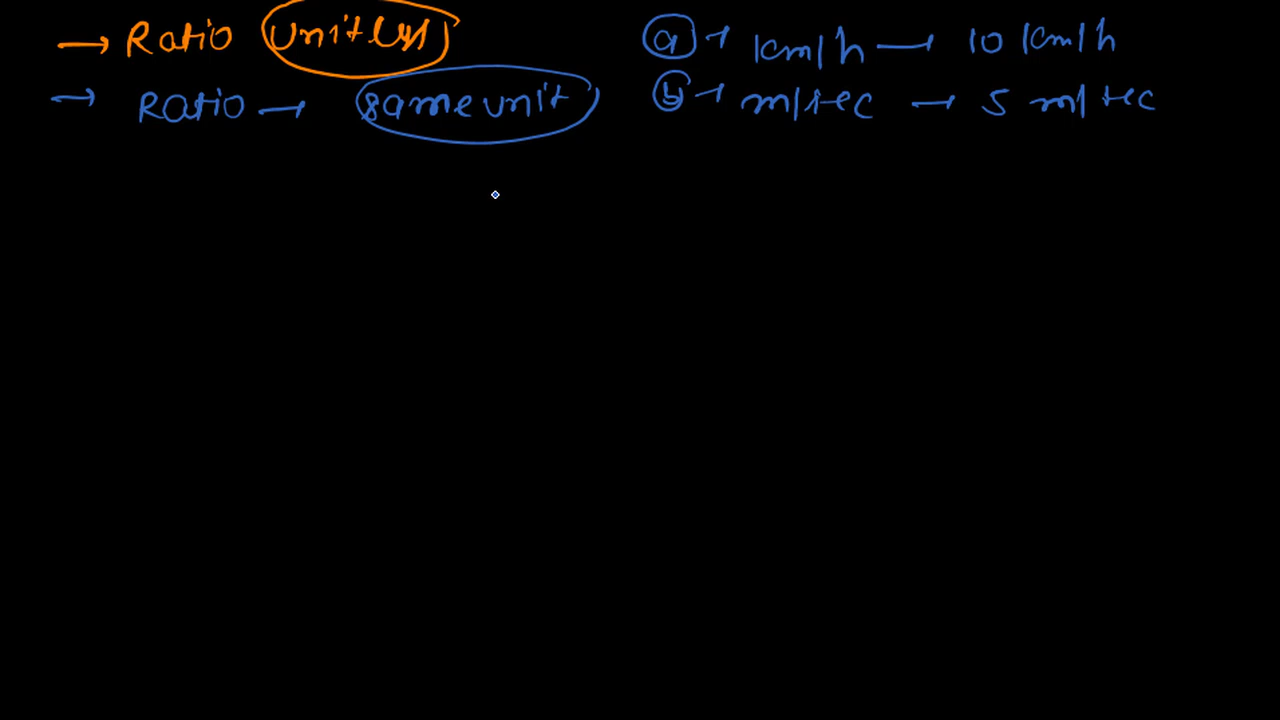 → Ratio unitless
→ Ratio → same unit
a → km/h → 10 km/h
b → m/sec → 5 m/sec